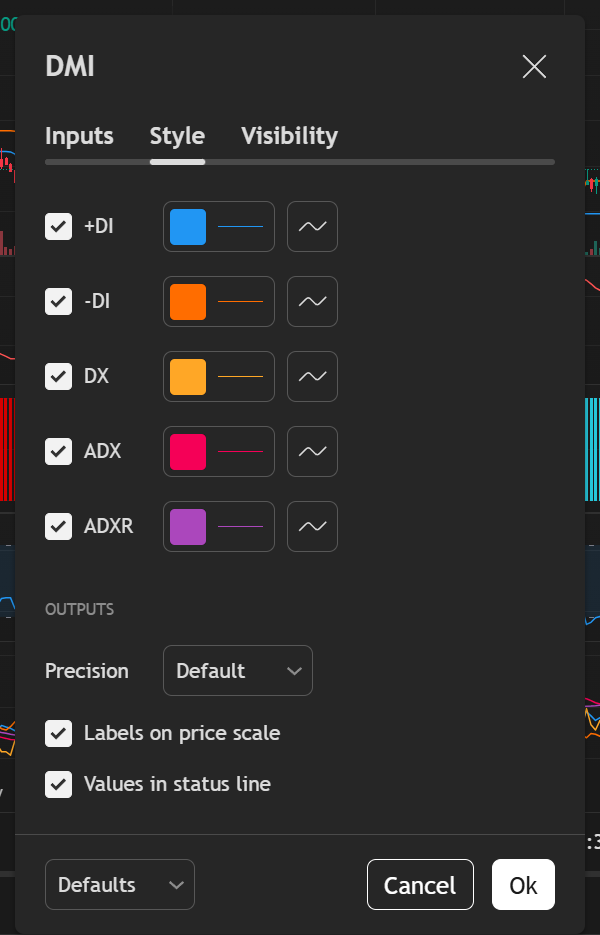 DMI
Inputs Style Visibility
+DI
-DI
DX
ADX
ADXR
OUTPUTS
Precision Default
Labels on price scale
Values in status line
Defaults Cancel Ok